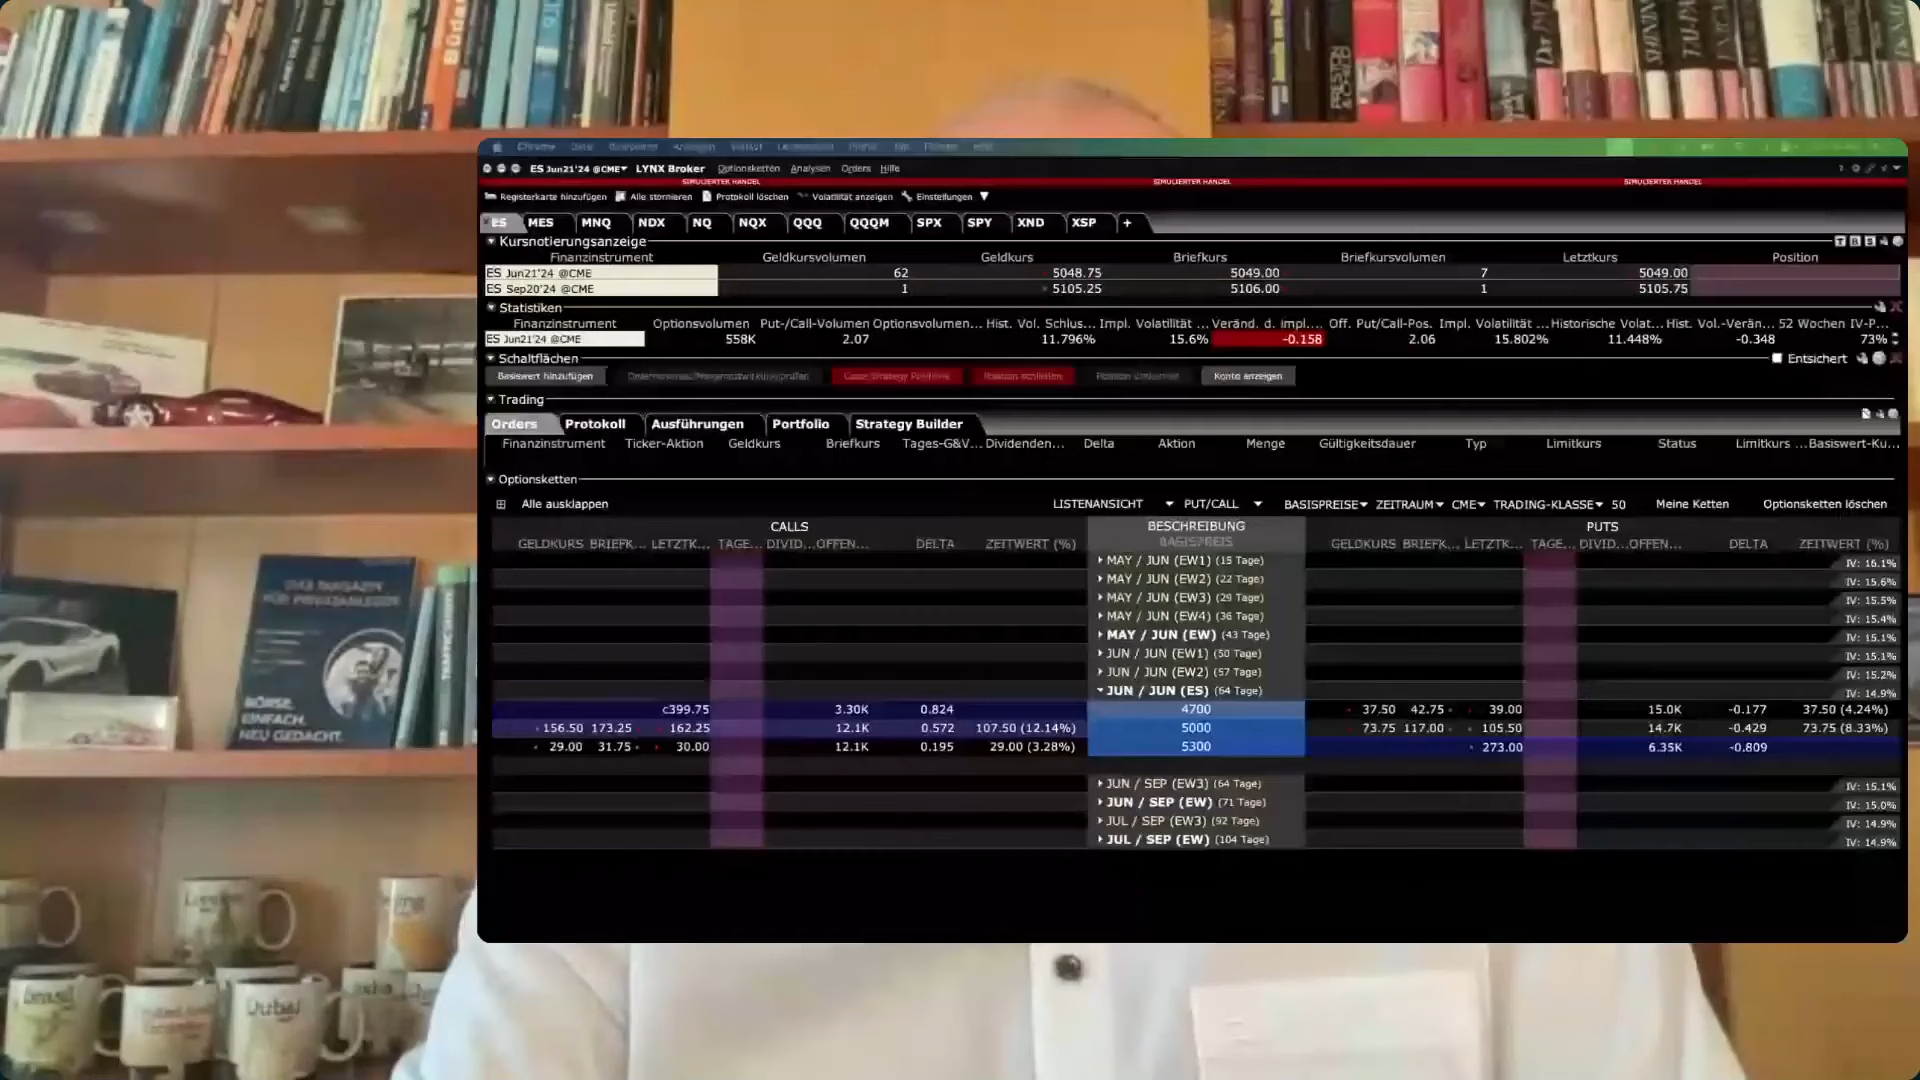 Büda
PRESTON
& CHILD
Der
ES Jun21'24 @CME LYNX Broker Optionsketten Analysen Orders Hilfe
SIMULIERTER HANDEL SIMULIERTER HANDEL SIMULIERTER HANDEL
Registerkarte hinzufügen Alle stornieren Protokoll löschen Volatilität anzeigen Einstellungen
ES MES MNQ NDX NQ NQX QQQ QQQM SPX SPY XND XSP +
Kursnotierungsanzeige
Finanzinstrument Geldkursvolumen Geldkurs Briefkurs Briefkursvolumen Letztkurs Position
ES Jun21'24 @CME 62 5048.75 5049.00 7 5049.00
ES Sep20'24 @CME 1 5105.25 5106.00 1 5105.75
Statistiken
Finanzinstrument Optionsvolumen Put-/Call-Volumen Optionsvolumen... Hist. Vol. Schlus... Impl. Volatilität ... Veränd. d. impl.... Off. Put/Call-Pos. Impl. Volatilität ... Historische Volat... Hist. Vol.-Verän... 52 Wochen IV-P...
ES Jun21'24 @CME 558K 2.07 11.796% 15.6% -0.158 2.06 15.802% 11.448% -0.348 73%
Schaltflächen Entsichert
Basiswert hinzufügen Konto anzeigen
Trading
Orders Protokoll Ausführungen Portfolio Strategy Builder
Finanzinstrument Ticker-Aktion Geldkurs Briefkurs Tages-G&V... Dividenden... Delta Aktion Menge Gültigkeitsdauer Typ Limitkurs Status Limitkurs ... Basiswert-Ku...
Optionsketten
Alle ausklappen LISTENANSICHT PUT/CALL BASISPREISE ZEITRAUM CME TRADING-KLASSE 50 Meine Ketten Optionsketten löschen
CALLS BESCHREIBUNG PUTS
GELDKURS BRIEFK... LETZTK... TAGE... DIVID... OFFEN... DELTA ZEITWERT (%) BASISPREIS GELDKURS BRIEFK... LETZTK... TAGE... DIVID... OFFEN... DELTA ZEITWERT (%)
MAY / JUN (EW1) (15 Tage) IV: 16.1%
MAY / JUN (EW2) (22 Tage) IV: 15.6%
MAY / JUN (EW3) (29 Tage) IV: 15.5%
MAY / JUN (EW4) (36 Tage) IV: 15.4%
MAY / JUN (EW) (43 Tage) IV: 15.1%
JUN / JUN (EW1) (50 Tage) IV: 15.1%
JUN / JUN (EW2) (57 Tage) IV: 15.2%
JUN / JUN (ES) (64 Tage) IV: 14.9%
c399.75 3.30K 0.824 4700 37.50 42.75 39.00 15.0K -0.177 37.50 (4.24%)
156.50 173.25 162.25 12.1K 0.572 107.50 (12.14%) 5000 73.75 117.00 105.50 14.7K -0.429 73.75 (8.33%)
29.00 31.75 30.00 12.1K 0.195 29.00 (3.28%) 5300 273.00 6.35K -0.809
JUN / SEP (EW3) (64 Tage) IV: 15.1%
JUN / SEP (EW) (71 Tage) IV: 15.0%
JUL / SEP (EW3) (92 Tage) IV: 14.9%
JUL / SEP (EW) (104 Tage) IV: 14.9%
DAS MAGAZIN
FÜR PRIVATANLEGER
BÖRSE.
EINFACH.
NEU GEDACHT.
London
Brasil
Dubai